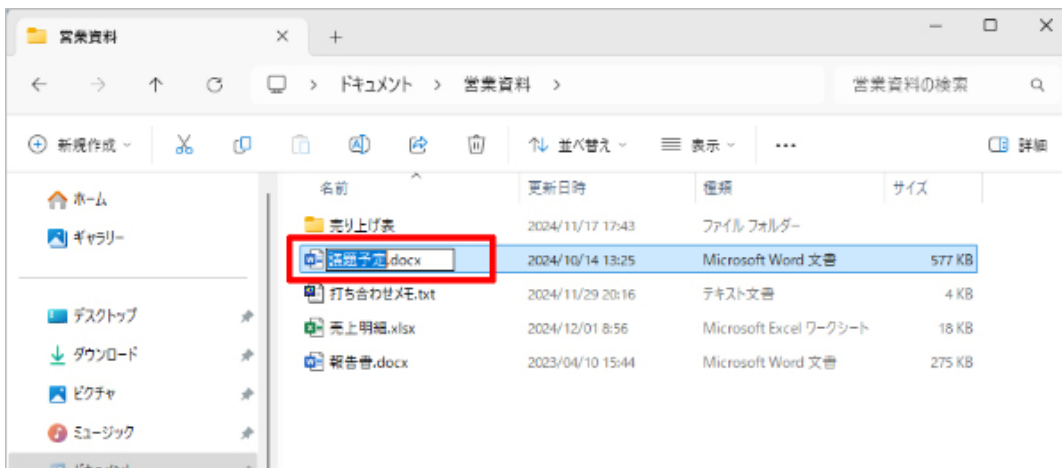 営業資料
ドキュメント > 営業資料 >
営業資料の検索
新規作成
並べ替え
表示
...
詳細
名前 更新日時 種類 サイズ
ホーム
ギャラリー
デスクトップ
ダウンロード
ピクチャ
ミュージック
売り上げ表 2024/11/17 17:43 ファイル フォルダー
予定.docx 2024/10/14 13:25 Microsoft Word 文書 577 KB
打ち合わせメモ.txt 2024/11/29 20:16 テキスト文書 4 KB
売上明細.xlsx 2024/12/01 8:56 Microsoft Excel ワークシート 18 KB
報告書.docx 2023/04/10 15:44 Microsoft Word 文書 275 KB